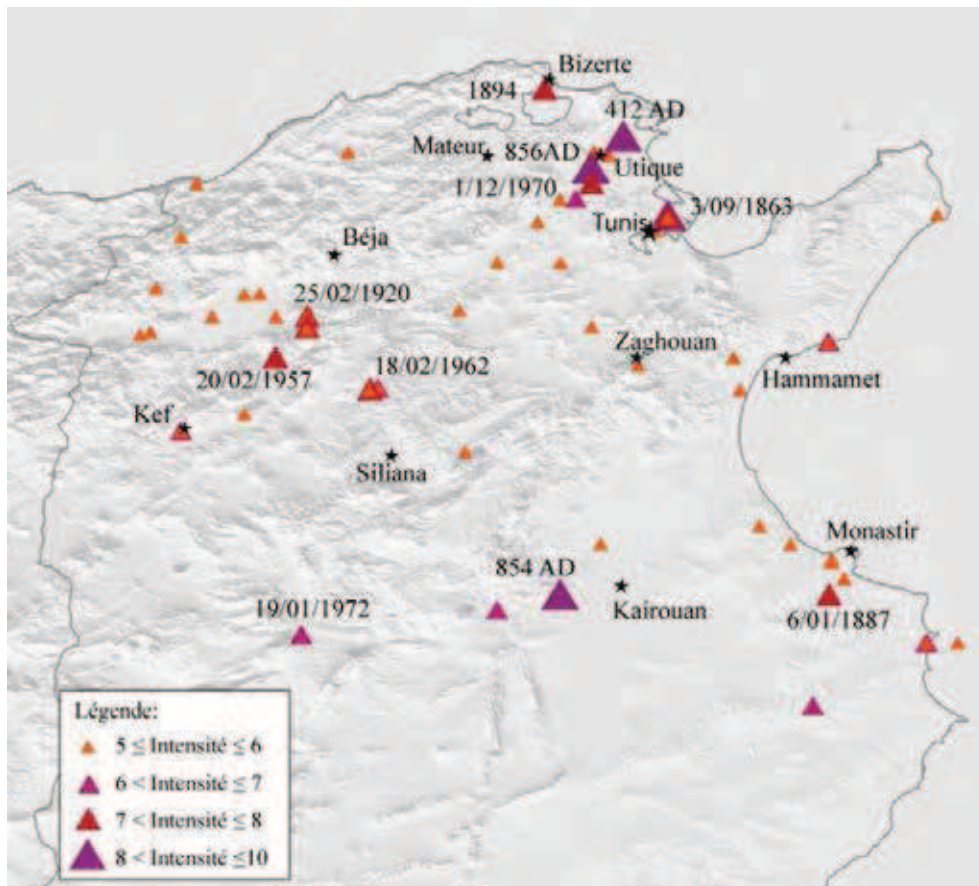 Bizerte
1894
412 AD
Mateur
856AD
Utique
1/12/1970
3/09/1863
Tunis
Béja
25/02/1920
Zaghouan
18/02/1962
20/02/1957
Hammamet
Kef
Siliana
Monastir
854 AD
Kairouan
19/01/1972
6/01/1887
Légende:
5 ≤ Intensité ≤ 6
6 < Intensité ≤ 7
7 < Intensité ≤ 8
8 < Intensité ≤10